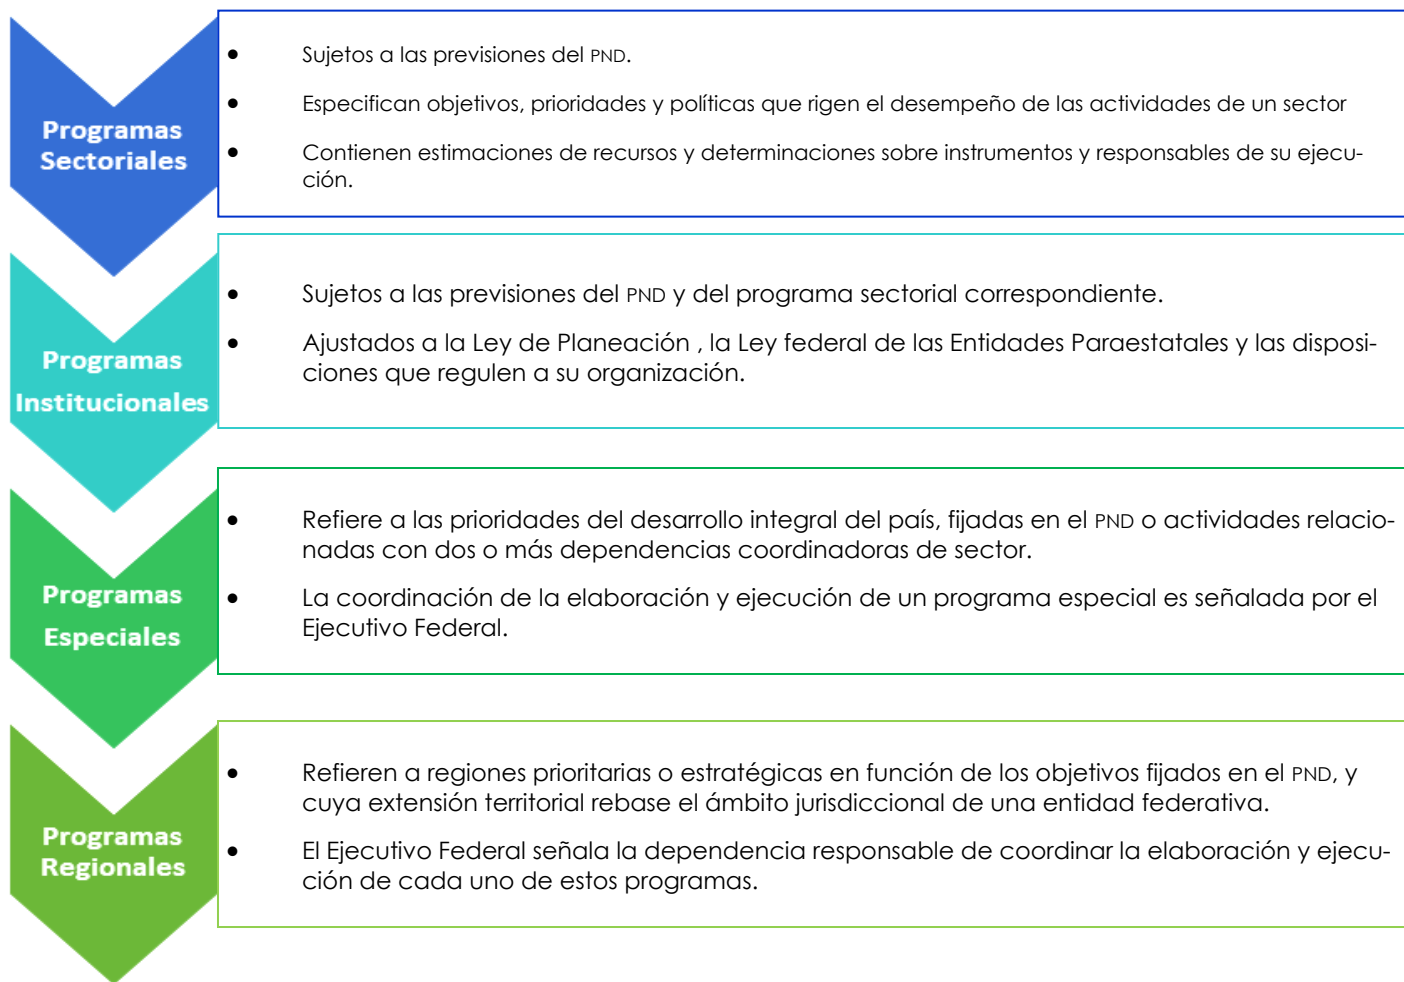 Programas
Sectoriales
• Sujetos a las previsiones del PND.
• Especifican objetivos, prioridades y políticas que rigen el desempeño de las actividades de un sector
• Contienen estimaciones de recursos y determinaciones sobre instrumentos y responsables de su ejecu-
ción.
Programas
Institucionales
• Sujetos a las previsiones del PND y del programa sectorial correspondiente.
• Ajustados a la Ley de Planeación , la Ley federal de las Entidades Paraestatales y las disposi-
ciones que regulen a su organización.
Programas
Especiales
• Refiere a las prioridades del desarrollo integral del país, fijadas en el PND o actividades relacio-
nadas con dos o más dependencias coordinadoras de sector.
• La coordinación de la elaboración y ejecución de un programa especial es señalada por el
Ejecutivo Federal.
Programas
Regionales
• Refieren a regiones prioritarias o estratégicas en función de los objetivos fijados en el PND, y
cuya extensión territorial rebase el ámbito jurisdiccional de una entidad federativa.
• El Ejecutivo Federal señala la dependencia responsable de coordinar la elaboración y ejecu-
ción de cada uno de estos programas.